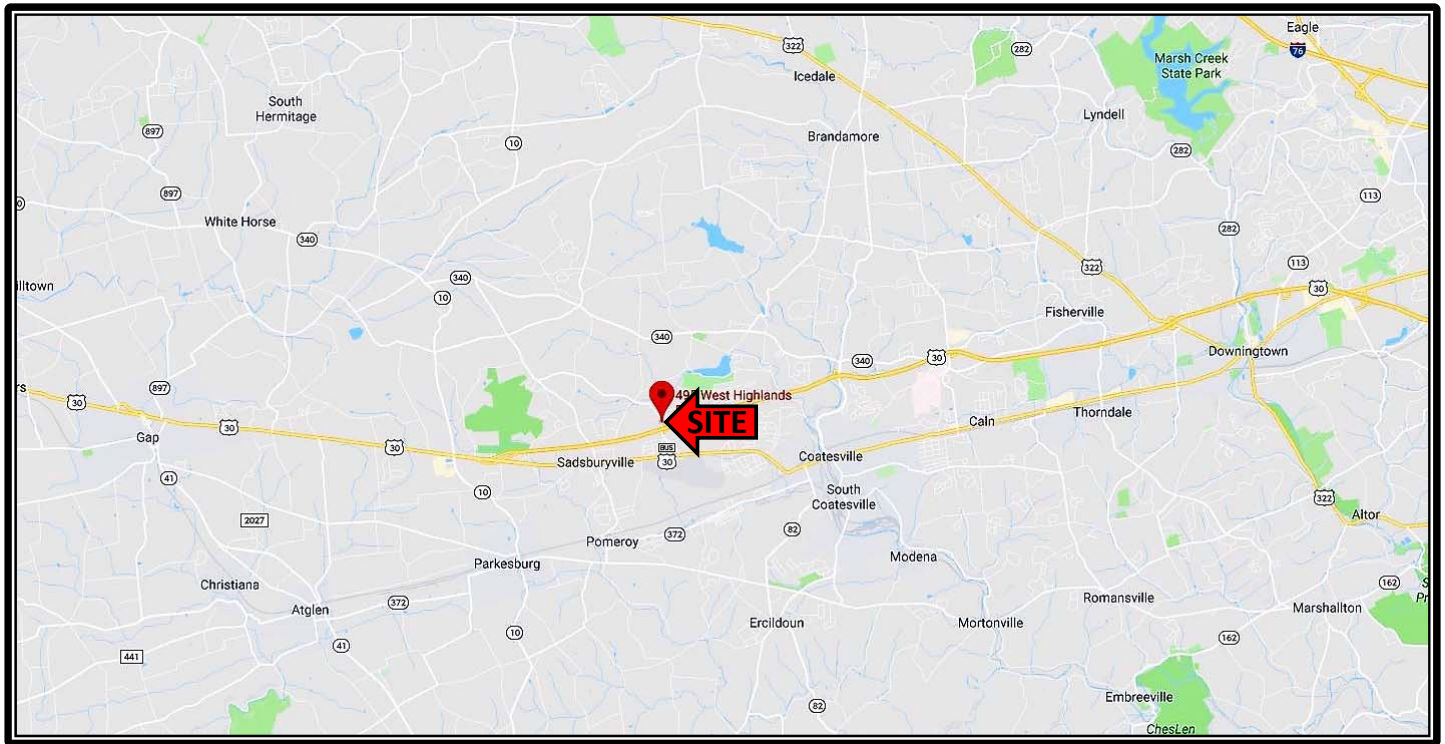 Eagle
76
322
282
Marsh Creek
State Park
Icedale
South
Hermitage
Lyndell
897
Brandamore
10
282
897
113
White Horse
340
282
113
322
340
10
30
Fisherville
340
Downingtown
340
30
897
30
495 West Highlands
SITE
Thorndale
Gap
30
30
Cain
BUS
30
Sadsburyville
Coatesville
41
10
South
Coatesville
322
Altor
2027
Pomeroy
372
82
Modena
Parkesburg
Christiana
162
Romansville
Atglen
372
Marshallton
Ercildoun
Mortonville
10
162
41
441
Embreeville
82
ChesLen